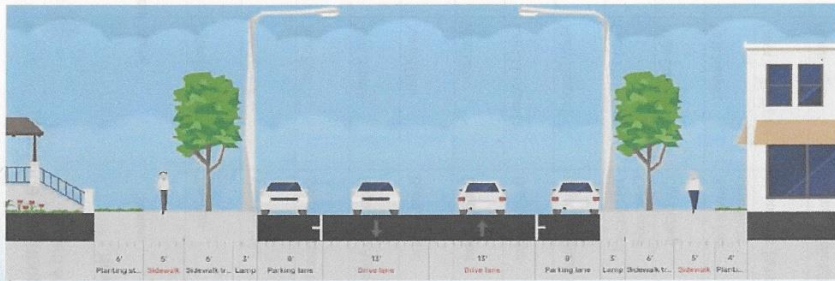 6' 5' 6' 3' 8' 13' 13' 8' 3' 6' 5' 4'
Planting st... Sidewalk Sidewalk tr... Lamp Parking lane Drive lane Drive lane Parking lane Lamp Sidewalk tr... Sidewalk Planti...